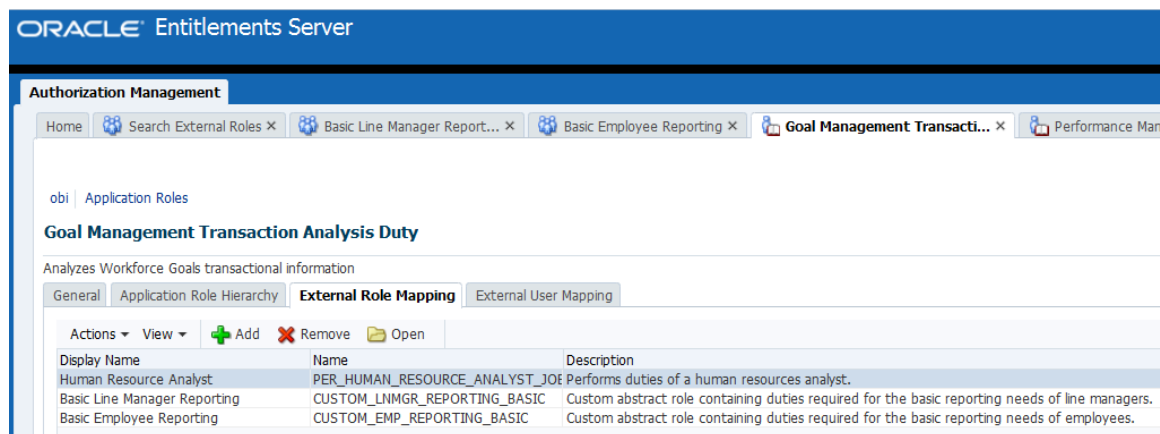 ORACLE Entitlements Server
Authorization Management
Home Search External Roles × Basic Line Manager Report... × Basic Employee Reporting × Goal Management Transacti... × Performance Man
obi Application Roles
Goal Management Transaction Analysis Duty
Analyzes Workforce Goals transactional information
General Application Role Hierarchy External Role Mapping External User Mapping
Actions View Add Remove Open
Display Name Name Description
Human Resource Analyst PER_HUMAN_RESOURCE_ANALYST_JOB Performs duties of a human resources analyst.
Basic Line Manager Reporting CUSTOM_LNMGR_REPORTING_BASIC Custom abstract role containing duties required for the basic reporting needs of line managers.
Basic Employee Reporting CUSTOM_EMP_REPORTING_BASIC Custom abstract role containing duties required for the basic reporting needs of employees.